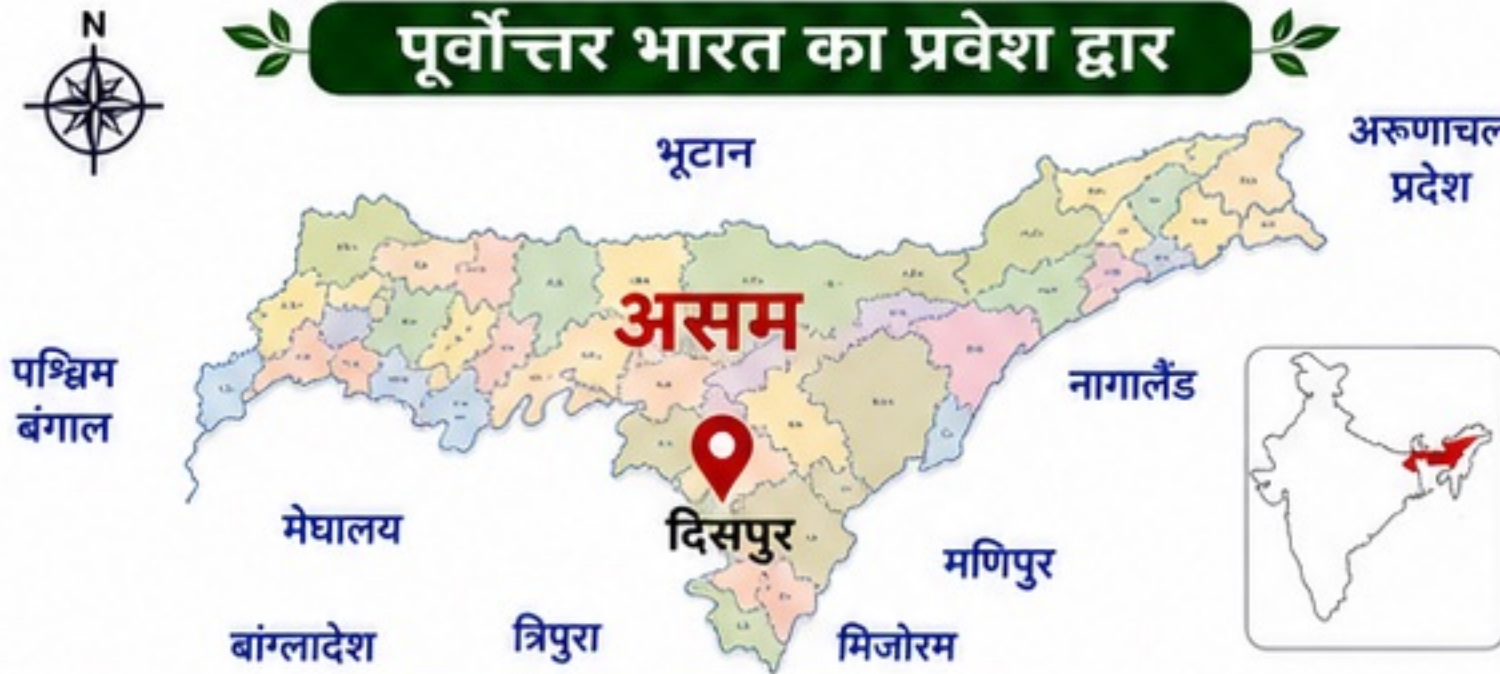 N
पूर्वोत्तर भारत का प्रवेश द्वार
भूटान
अरूणाचल
प्रदेश
असम
पश्चिम
बंगाल
नागालैंड
मेघालय
दिसपुर
मणिपुर
बांग्लादेश
त्रिपुरा
मिजोरम